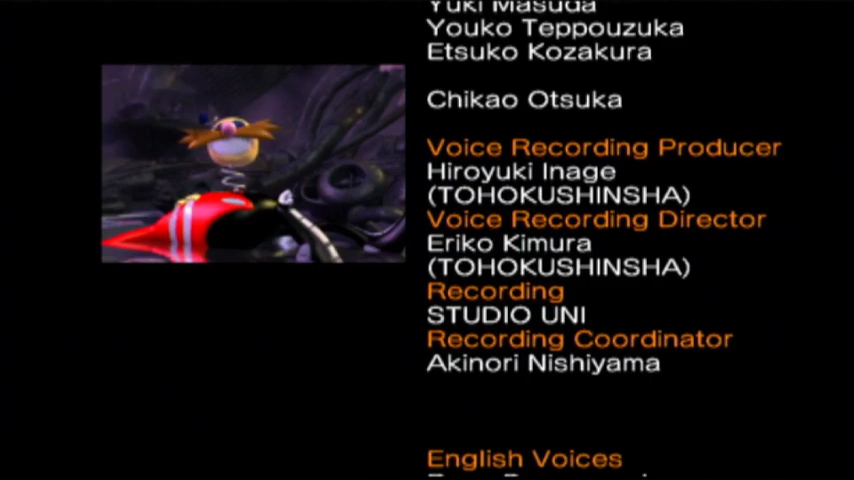 Yuki Masuda
Youko Teppouzuka
Etsuko Kozakura
Chikao Otsuka
Voice Recording Producer
Hiroyuki Inage
(TOHOKUSHINSHA)
Voice Recording Director
Eriko Kimura
(TOHOKUSHINSHA)
Recording
STUDIO UNI
Recording Coordinator
Akinori Nishiyama
English Voices